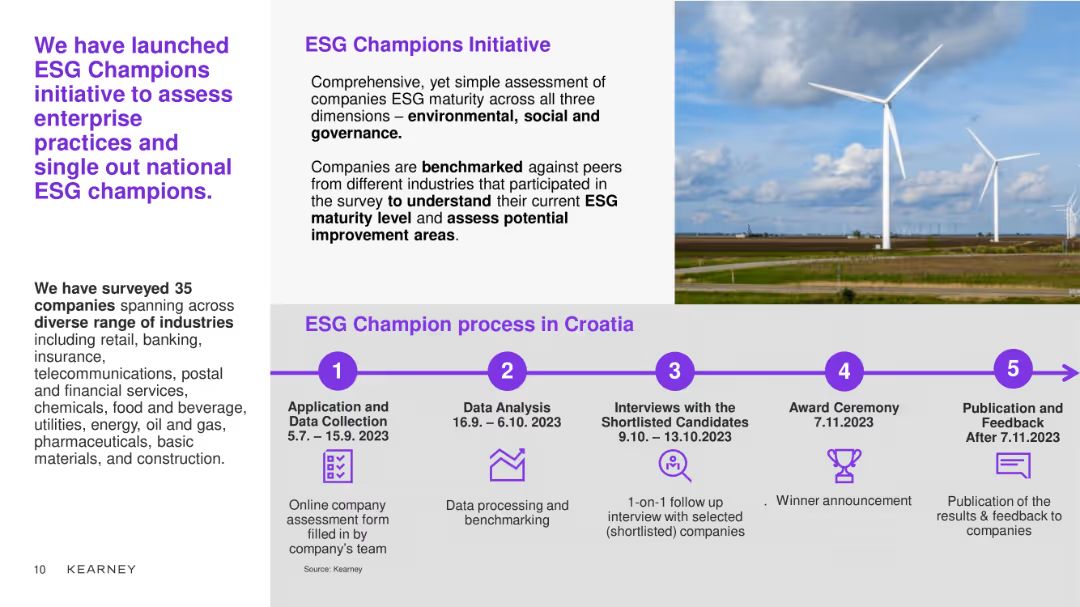 We have launched
ESG Champions
initiative to assess
enterprise
practices and
single out national
ESG champions.
We have surveyed 35
companies spanning across
diverse range of industries
including retail, banking,
insurance,
telecommunications, postal
and financial services,
chemicals, food and beverage,
utilities, energy, oil and gas,
pharmaceuticals, basic
materials, and construction.
ESG Champions Initiative
Comprehensive, yet simple assessment of
companies ESG maturity across all three
dimensions – environmental, social and
governance.
Companies are benchmarked against peers
from different industries that participated in
the survey to understand their current ESG
maturity level and assess potential
improvement areas.
ESG Champion process in Croatia
1
Application and
Data Collection
5.7. – 15.9. 2023
Online company
assessment form
filled in by
company's team
2
Data Analysis
16.9. – 6.10. 2023
Data processing and
benchmarking
3
Interviews with the
Shortlisted Candidates
9.10. – 13.10.2023
1-on-1 follow up
interview with selected
(shortlisted) companies
4
Award Ceremony
7.11.2023
. Winner announcement
5
Publication and
Feedback
After 7.11.2023
Publication of the
results & feedback to
companies
Source: Kearney
10 KEARNEY